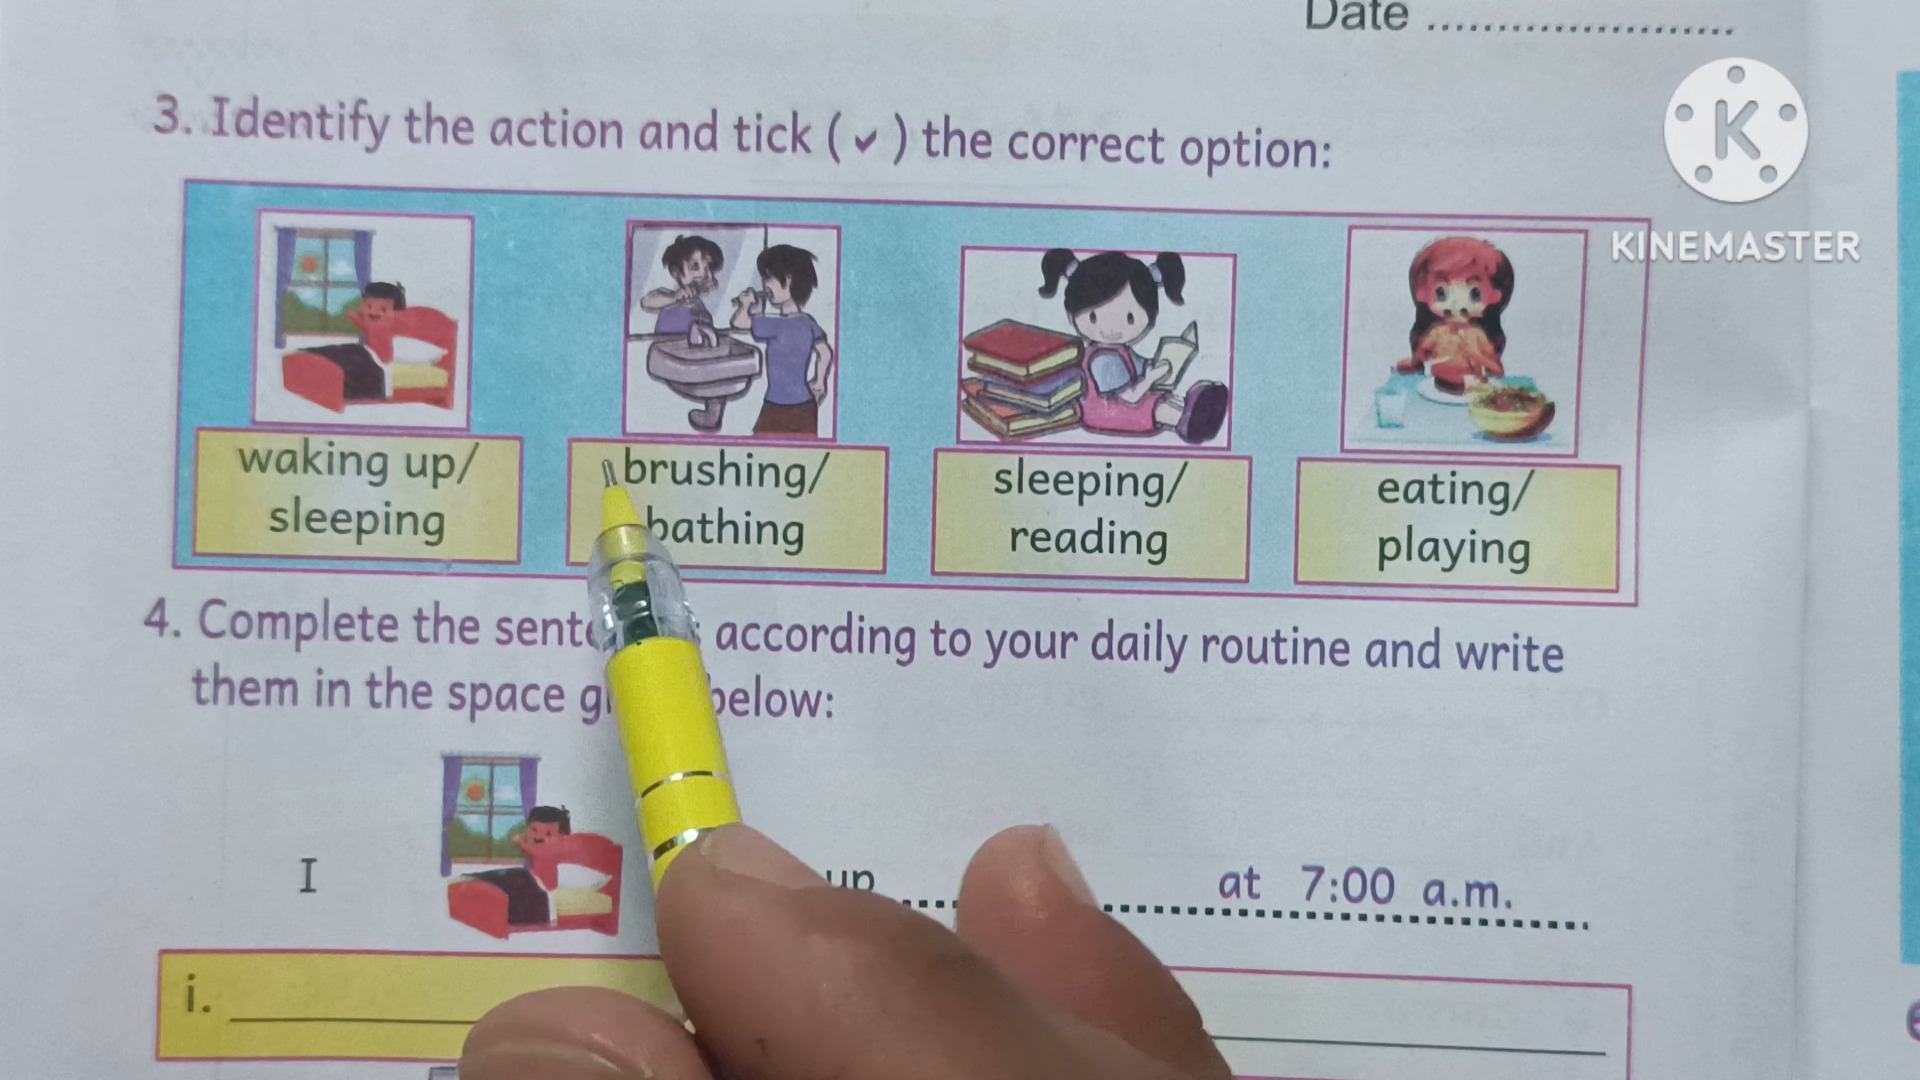 Date ........................
3. Identify the action and tick (✓) the correct option:
K
KINEMASTER
waking up/
sleeping
brushing/
bathing
sleeping/
reading
eating/
playing
4. Complete the according to your daily routine and write
them in the space below:
I up at 7:00 a.m.
i.